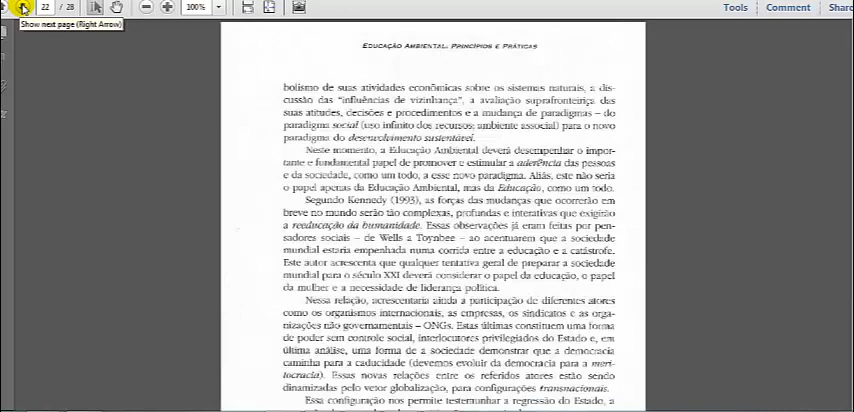 22 / 28
100%
Tools
Comment
Share
Show next page (Right Arrow)
EDUCAÇÃO AMBIENTAL: PRINCÍPIOS E PRÁTICAS
bolismo de suas atividades econômicas sobre os sistemas naturais, a dis-
cussão das "influências de vizinhança", a avaliação suprafronteiriça das
suas atitudes, decisões e procedimentos e a mudança de paradigmas – do
paradigma social (uso infinito dos recursos; ambiente associal) para o novo
paradigma do desenvolvimento sustentável.
Neste momento, a Educação Ambiental deverá desempenhar o impor-
tante e fundamental papel de promover e estimular a aderência das pessoas
e da sociedade, como um todo, a esse novo paradigma. Aliás, este não seria
o papel apenas da Educação Ambiental, mas da Educação, como um todo.
Segundo Kennedy (1993), as forças das mudanças que ocorrerão em
breve no mundo serão tão complexas, profundas e interativas que exigirão
a reeducação da humanidade. Essas observações já eram feitas por pen-
sadores sociais – de Wells a Toynbee – ao acentuarem que a sociedade
mundial estaria empenhada numa corrida entre a educação e a catástrofe.
Este autor acrescenta que qualquer tentativa geral de preparar a sociedade
mundial para o século XXI deverá considerar o papel da educação, o papel
da mulher e a necessidade de liderança política.
Nessa relação, acrescentaria ainda a participação de diferentes atores
como os organismos internacionais, as empresas, os sindicatos e as orga-
nizações não governamentais – ONGs. Estas últimas constituem uma forma
de poder sem controle social, interlocutores privilegiados do Estado e, em
última análise, uma forma de a sociedade demonstrar que a democracia
caminha para a caducidade (devemos evoluir da democracia para a meri-
tocracia). Essas novas relações entre os referidos atores estão sendo
dinamizadas pelo vetor globalização, para configurações transnacionais.
Essa configuração nos permite testemunhar a regressão do Estado, a